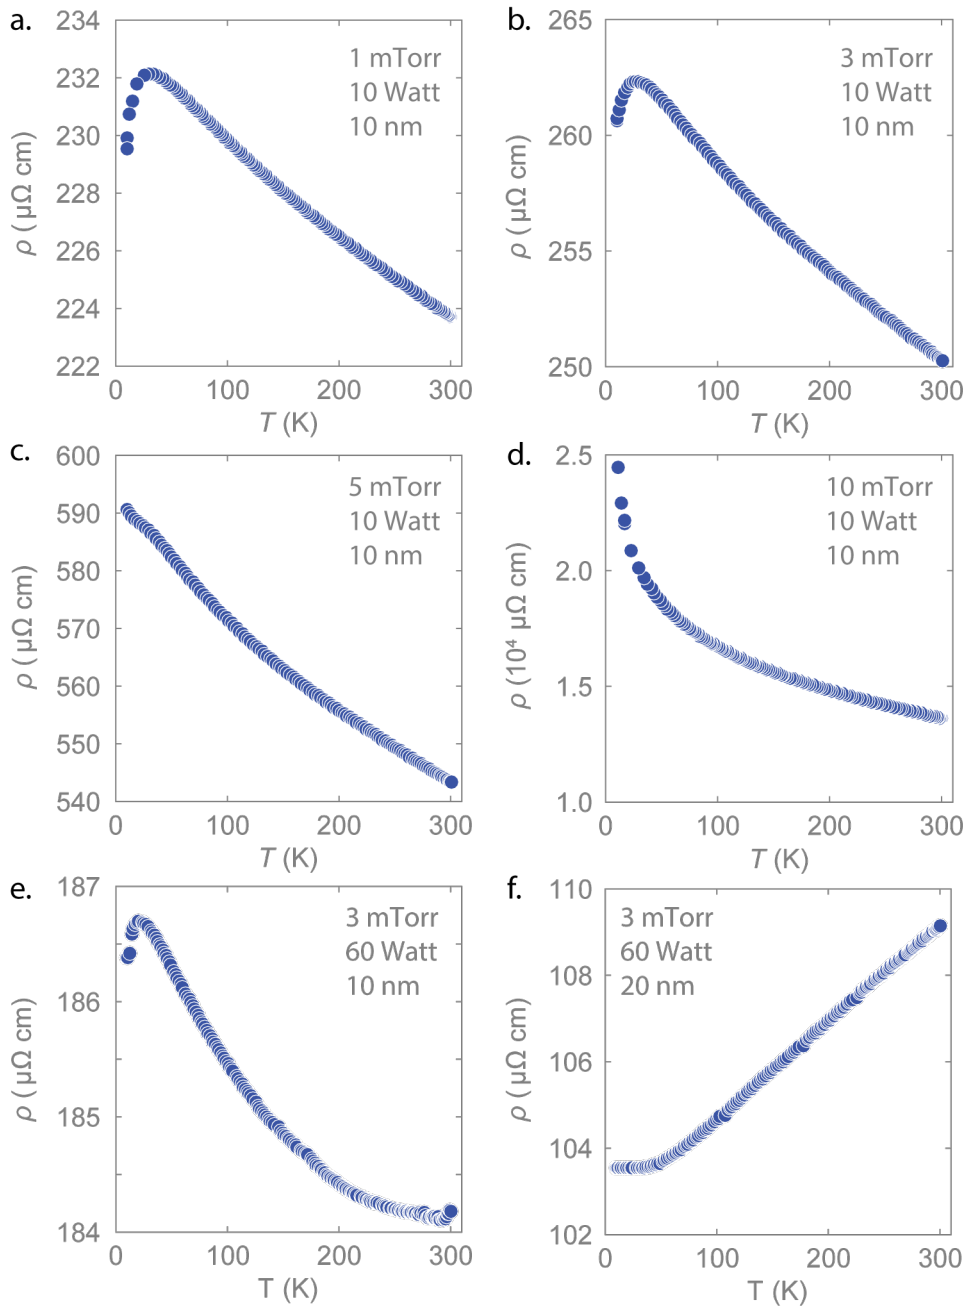 a.
234
232
230
228
226
224
222
ρ ( μΩ cm)
1 mTorr
10 Watt
10 nm
0 100 200 300
T (K)
b.
265
260
255
250
ρ ( μΩ cm)
3 mTorr
10 Watt
10 nm
0 100 200 300
T (K)
c.
600
590
580
570
560
550
540
ρ ( μΩ cm)
5 mTorr
10 Watt
10 nm
0 100 200 300
T (K)
d.
2.5
2.0
1.5
1.0
ρ (10⁴ μΩ cm)
10 mTorr
10 Watt
10 nm
0 100 200 300
T (K)
e.
187
186
185
184
ρ ( μΩ cm)
3 mTorr
60 Watt
10 nm
0 100 200 300
T (K)
f.
110
108
106
104
102
ρ ( μΩ cm)
3 mTorr
60 Watt
20 nm
0 100 200 300
T (K)